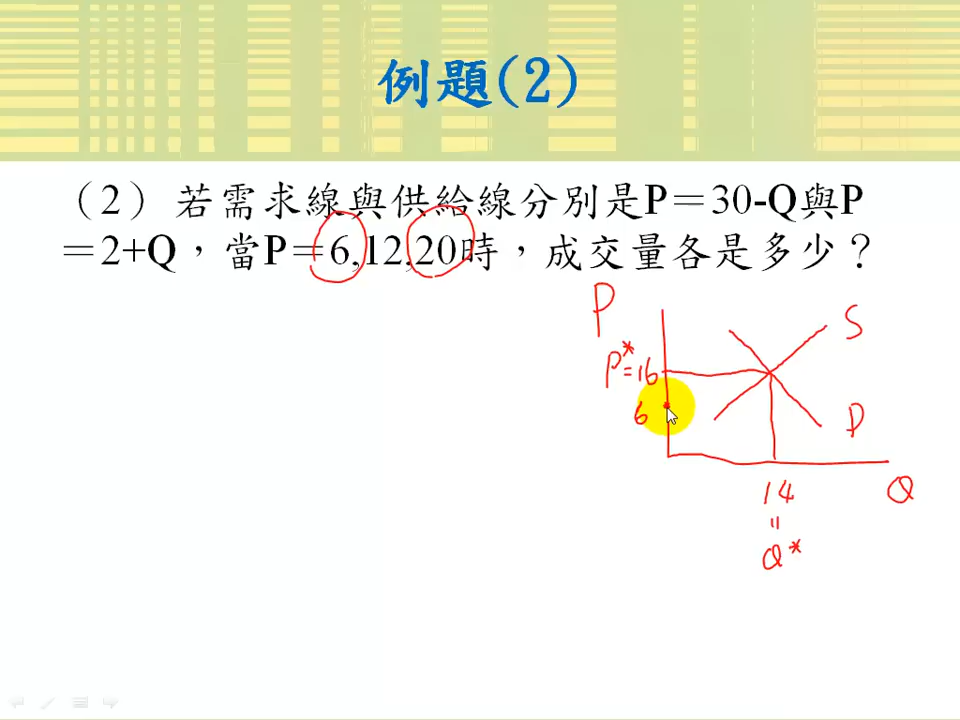 例題(2)
（2）若需求線與供給線分別是P＝30-Q與P
＝2+Q，當P＝6,12,20時，成交量各是多少？
P
S
P*=16
6
D
14
Q
"
Q*